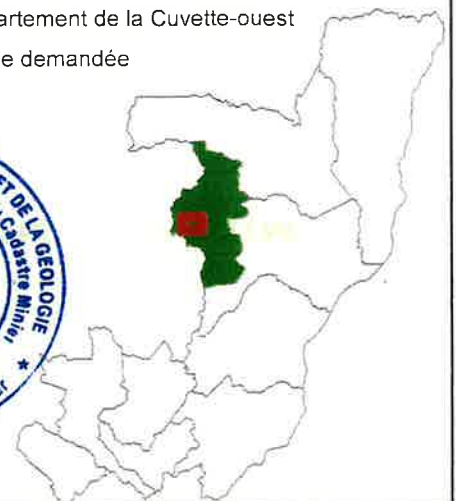 artement de la Cuvette-ouest
e demandée
ET DE LA GEOLOGIE
Cadastre Minier